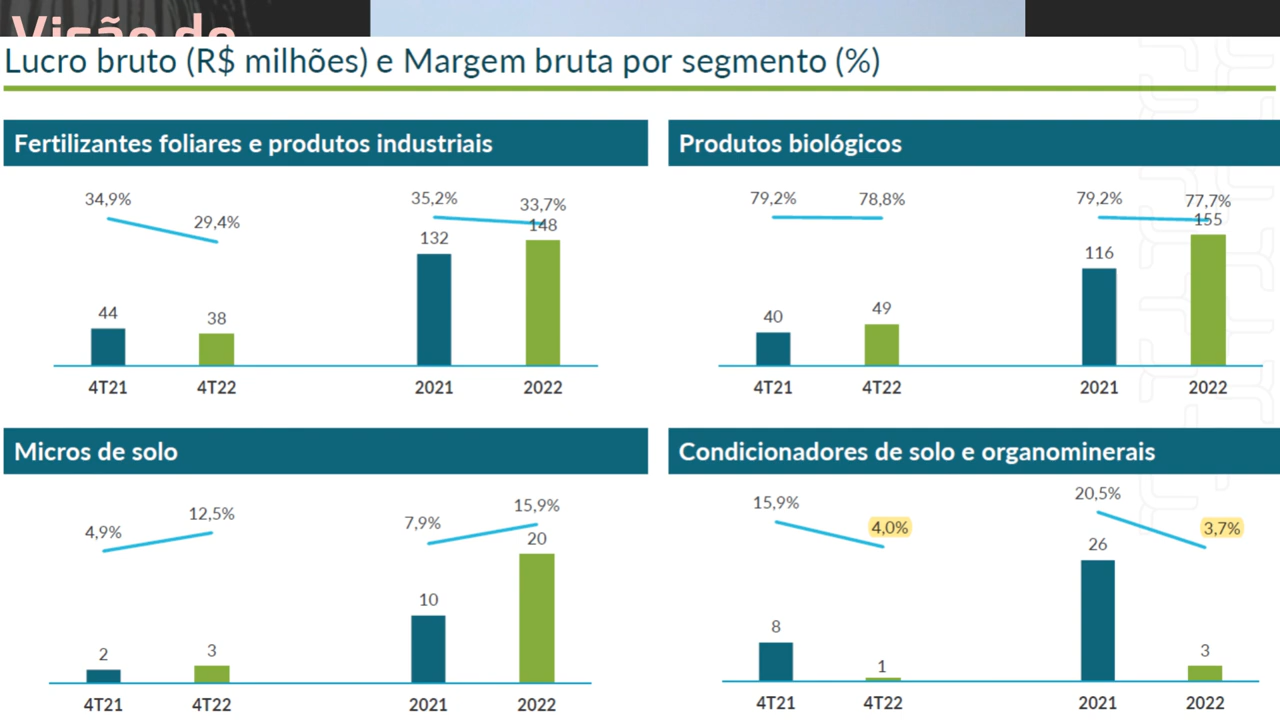 Visão do
Lucro bruto (R$ milhões) e Margem bruta por segmento (%)
Fertilizantes foliares e produtos industriais
34,9%
29,4%
35,2%
33,7%
44
38
132
148
4T21
4T22
2021
2022
Produtos biológicos
79,2%
78,8%
79,2%
77,7%
40
49
116
155
4T21
4T22
2021
2022
Micros de solo
4,9%
12,5%
7,9%
15,9%
2
3
10
20
4T21
4T22
2021
2022
Condicionadores de solo e organominerais
15,9%
4,0%
20,5%
3,7%
8
1
26
3
4T21
4T22
2021
2022